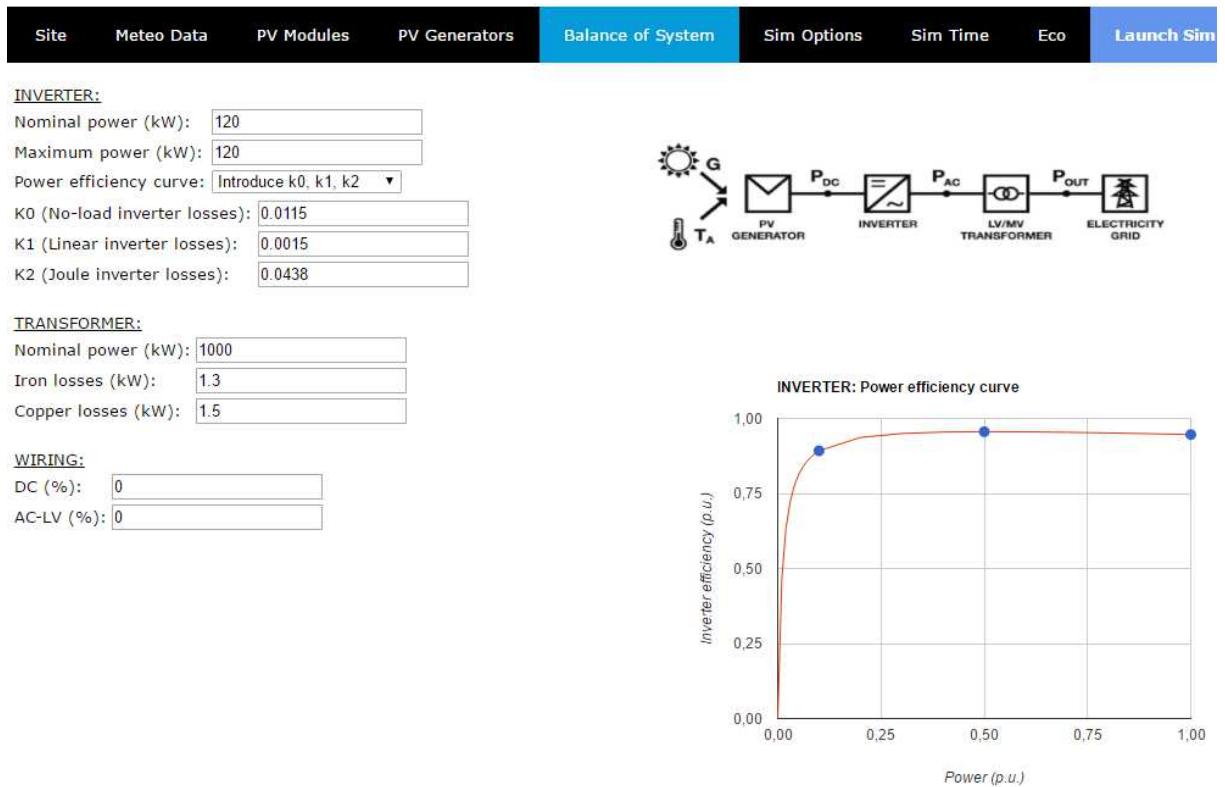 Site Meteo Data PV Modules PV Generators Balance of System Sim Options Sim Time Eco Launch Sim
INVERTER:
Nominal power (kW): 120
Maximum power (kW): 120
Power efficiency curve: Introduce k0, k1, k2
K0 (No-load inverter losses): 0.0115
K1 (Linear inverter losses): 0.0015
K2 (Joule inverter losses): 0.0438
TRANSFORMER:
Nominal power (kW): 1000
Iron losses (kW): 1.3
Copper losses (kW): 1.5
WIRING:
DC (%): 0
AC-LV (%): 0
G
TA
PDC PAC POUT
PV GENERATOR
INVERTER
LV/MV TRANSFORMER
ELECTRICITY GRID
INVERTER: Power efficiency curve
Inverter efficiency (p.u.)
1,00
0,75
0,50
0,25
0,00
0,00 0,25 0,50 0,75 1,00
Power (p.u.)